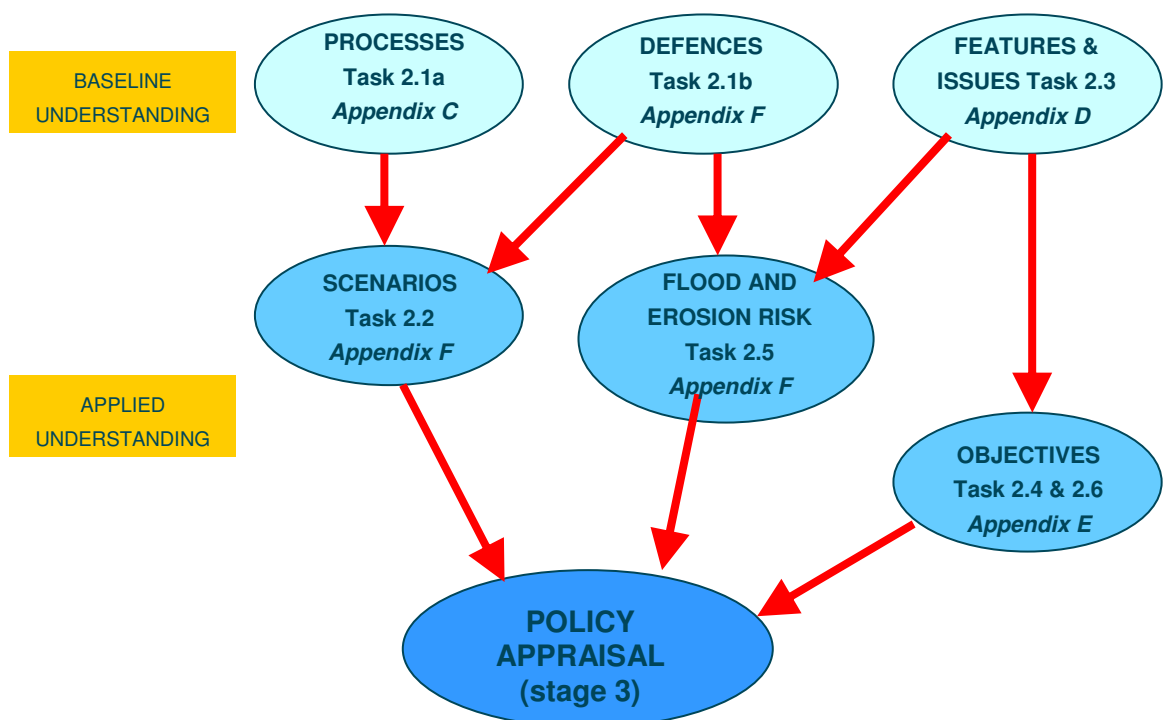 BASELINE
UNDERSTANDING
PROCESSES
Task 2.1a
Appendix C
DEFENCES
Task 2.1b
Appendix F
FEATURES &
ISSUES Task 2.3
Appendix D
SCENARIOS
Task 2.2
Appendix F
FLOOD AND
EROSION RISK
Task 2.5
Appendix F
APPLIED
UNDERSTANDING
OBJECTIVES
Task 2.4 & 2.6
Appendix E
POLICY
APPRAISAL
(stage 3)